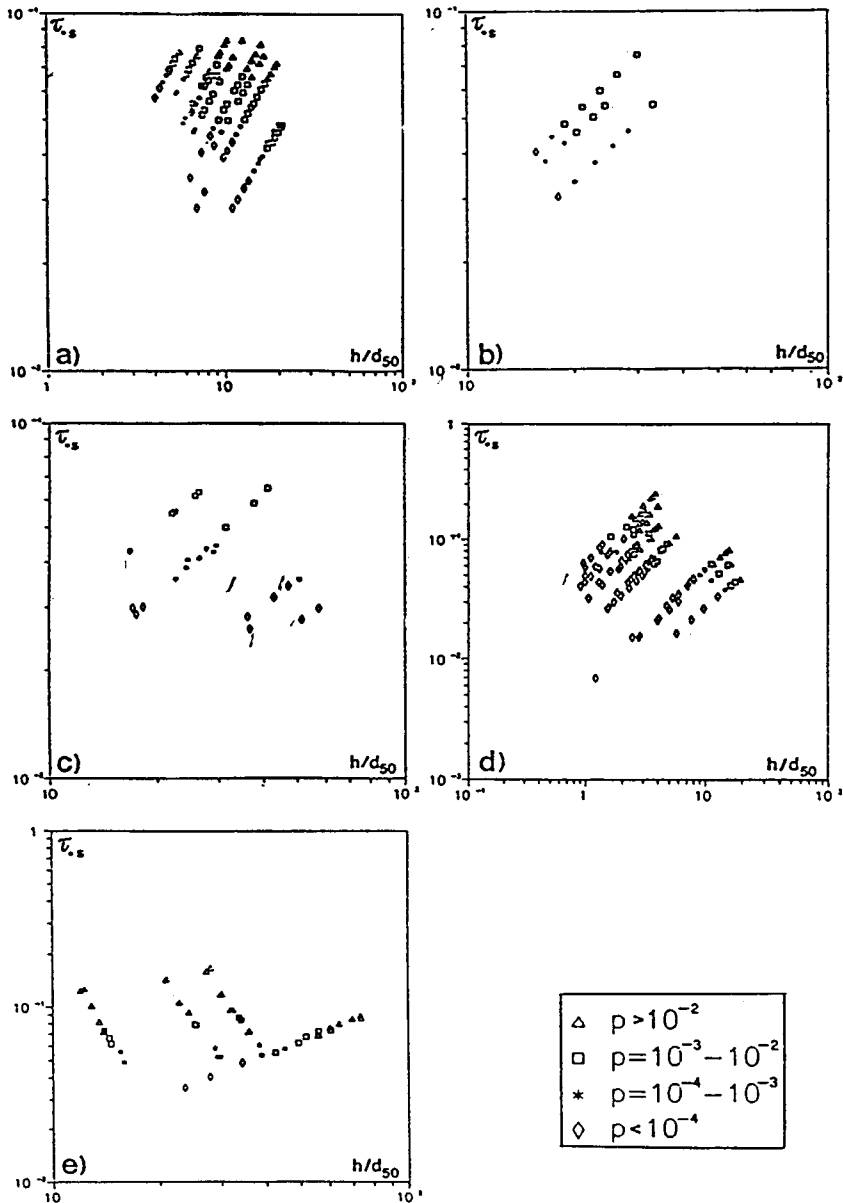 τ*s
10⁻¹
10⁻²
a)
h/d₅₀
1
10
10²
τ*s
10⁻¹
10⁻²
b)
h/d₅₀
10
10²
τ*s
10⁻¹
10⁻²
c)
h/d₅₀
10
10²
τ*s
1
10⁻¹
10⁻²
10⁻³
d)
h/d₅₀
10⁻¹
1
10
10²
τ*s
1
10⁻¹
10⁻²
e)
h/d₅₀
10
10²
△ p>10⁻²
□ p=10⁻³−10⁻²
* p=10⁻⁴−10⁻³
◇ p<10⁻⁴